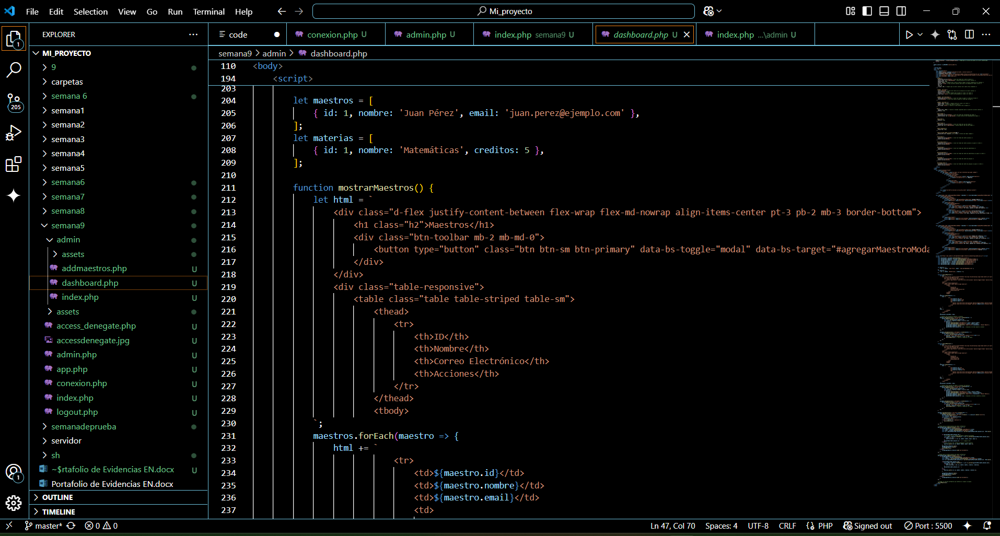 File Edit Selection View Go Run Terminal Help
Mi_proyecto
EXPLORER
MI_PROYECTO
9
carpetas
semana 6
semana1
semana2
semana3
semana4
semana5
semana6
semana7
semana8
semana9
admin
assets
addmaestros.php U
dashboard.php U
index.php U
assets
access_denegate.php U
accessdenegate.jpg U
admin.php U
app.php U
conexion.php U
index.php U
logout.php U
semanadeprueba
servidor
sh
~$rtafolio de Evidencias EN.docx U
Portafolio de Evidencias EN.docx
OUTLINE
TIMELINE
1
205
1
code
conexion.php U
admin.php U
index.php semana9 U
dashboard.php U
index.php ...\admin U
semana9 > admin > dashboard.php
110 <body>
194 <script>
203
204 let maestros = [
205 { id: 1, nombre: 'Juan Pérez', email: 'juan.perez@ejemplo.com' },
206 ];
207 let materias = [
208 { id: 1, nombre: 'Matemáticas', creditos: 5 },
209 ];
210
211 function mostrarMaestros() {
212 let html = `
213 <div class="d-flex justify-content-between flex-wrap flex-md-nowrap align-items-center pt-3 pb-2 mb-3 border-bottom">
214 <h1 class="h2">Maestros</h1>
215 <div class="btn-toolbar mb-2 mb-md-0">
216 <button type="button" class="btn btn-sm btn-primary" data-bs-toggle="modal" data-bs-target="#agregarMaestroModa
217 </div>
218 </div>
219 <div class="table-responsive">
220 <table class="table table-striped table-sm">
221 <thead>
222 <tr>
223 <th>ID</th>
224 <th>Nombre</th>
225 <th>Correo Electrónico</th>
226 <th>Acciones</th>
227 </tr>
228 </thead>
229 <tbody>
230 `;
231 maestros.forEach(maestro => {
232 html += `
233 <tr>
234 <td>${maestro.id}</td>
235 <td>${maestro.nombre}</td>
236 <td>${maestro.email}</td>
237 <td>
master* 0 0
Ln 47, Col 70 Spaces: 4 UTF-8 CRLF PHP Signed out Port : 5500